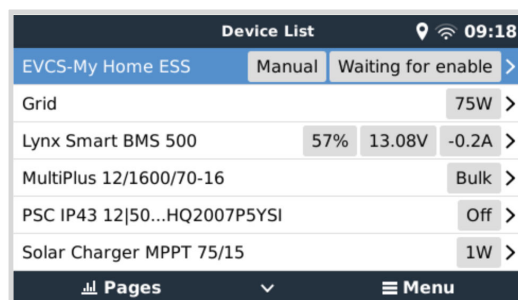 Device List 09:18
EVCS-My Home ESS Manual Waiting for enable
Grid 75W
Lynx Smart BMS 500 57% 13.08V -0.2A
MultiPlus 12/1600/70-16 Bulk
PSC IP43 12|50...HQ2007P5YSI Off
Solar Charger MPPT 75/15 1W
Pages Menu